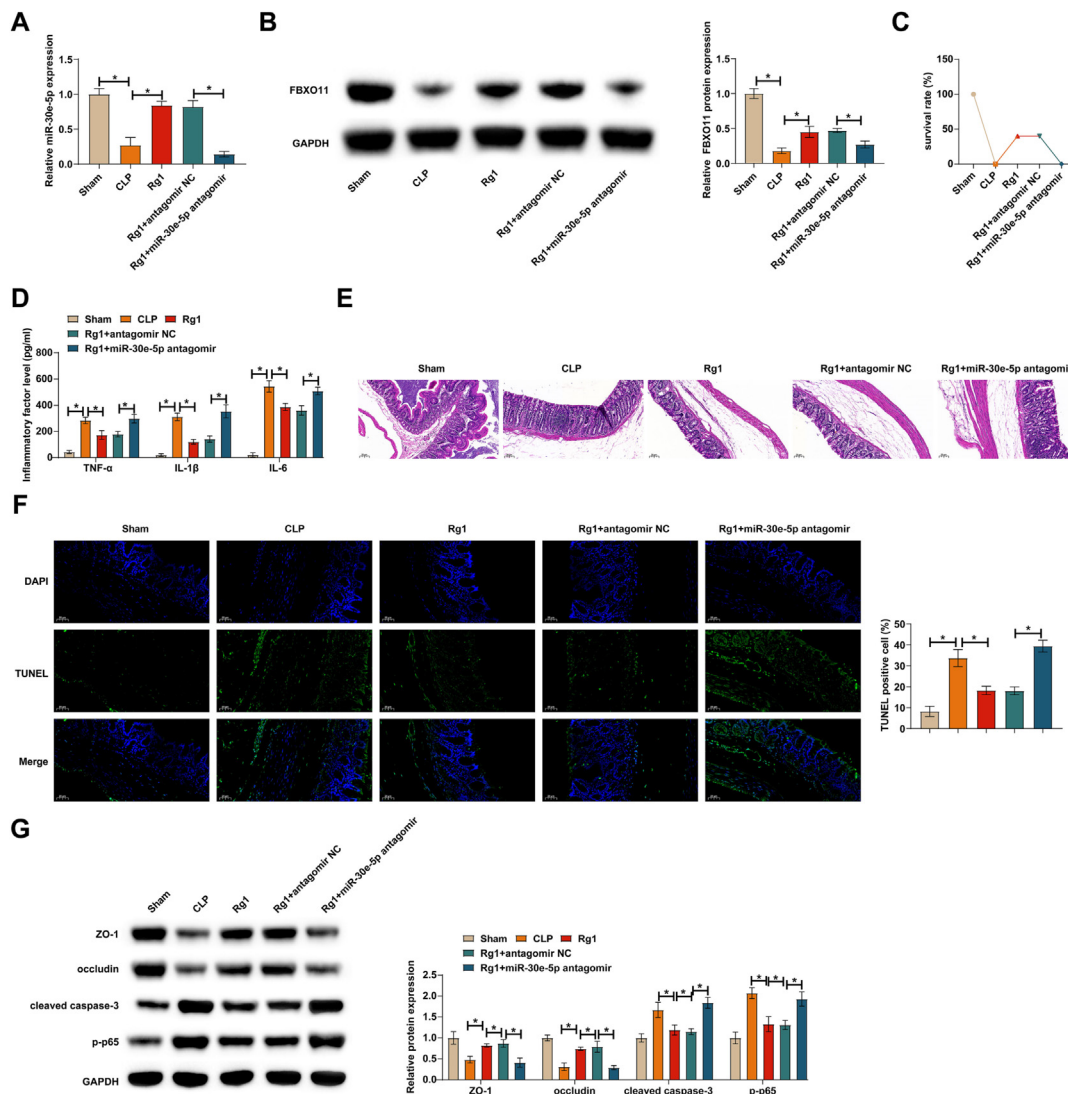 A
Relative miR-30e-5p expression
1.5
1.0
0.5
0.0
*
*
*
Sham
CLP
Rg1
Rg1+antagomir NC
Rg1+miR-30e-5p antagomir
B
FBXO11
GAPDH
Sham
CLP
Rg1
Rg1+antagomir NC
Rg1+miR-30e-5p antagomir
Relative FBXO11 protein expression
1.5
1.0
0.5
0.0
*
*
*
Sham
CLP
Rg1
Rg1+antagomir NC
Rg1+miR-30e-5p antagomir
C
survival rate (%)
150
100
50
0
Sham
CLP
Rg1
Rg1+antagomir NC
Rg1+miR-30e-5p antagomir
D
Sham CLP Rg1
Rg1+antagomir NC
Rg1+miR-30e-5p antagomir
Inflammatory factor level (pg/ml)
800
600
400
200
0
* * *
* * *
* * *
TNF-α IL-1β IL-6
E
Sham CLP Rg1 Rg1+antagomir NC Rg1+miR-30e-5p antagomi
F
Sham CLP Rg1 Rg1+antagomir NC Rg1+miR-30e-5p antagomir
DAPI
TUNEL
Merge
TUNEL positive cell (%)
50
40
30
20
10
0
* * *
G
Sham
CLP
Rg1
Rg1+antagomir NC
Rg1+miR-30e-5p antagomir
ZO-1
occludin
cleaved caspase-3
p-p65
GAPDH
Sham CLP Rg1
Rg1+antagomir NC
Rg1+miR-30e-5p antagomir
Relative protein expression
2.5
2.0
1.5
1.0
0.5
0.0
* * *
* * *
* * *
* * *
ZO-1 occludin cleaved caspase-3 p-p65